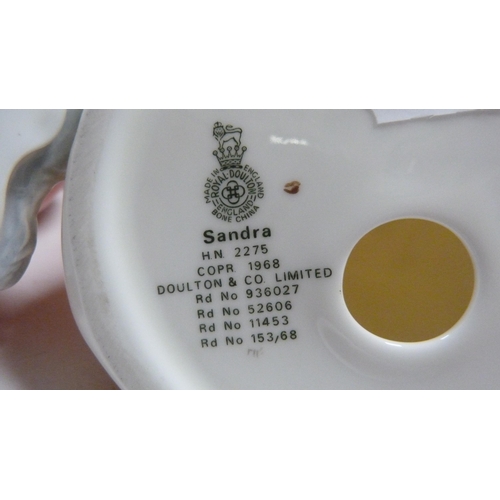 MADE IN ENGLAND
ROYAL DOULTON
ENGLAND
BONE CHINA
Sandra
H.N. 2275
COPR. 1968
DOULTON & CO. LIMITED
Rd No 936027
Rd No 52606
Rd No 11453
Rd No 153/68